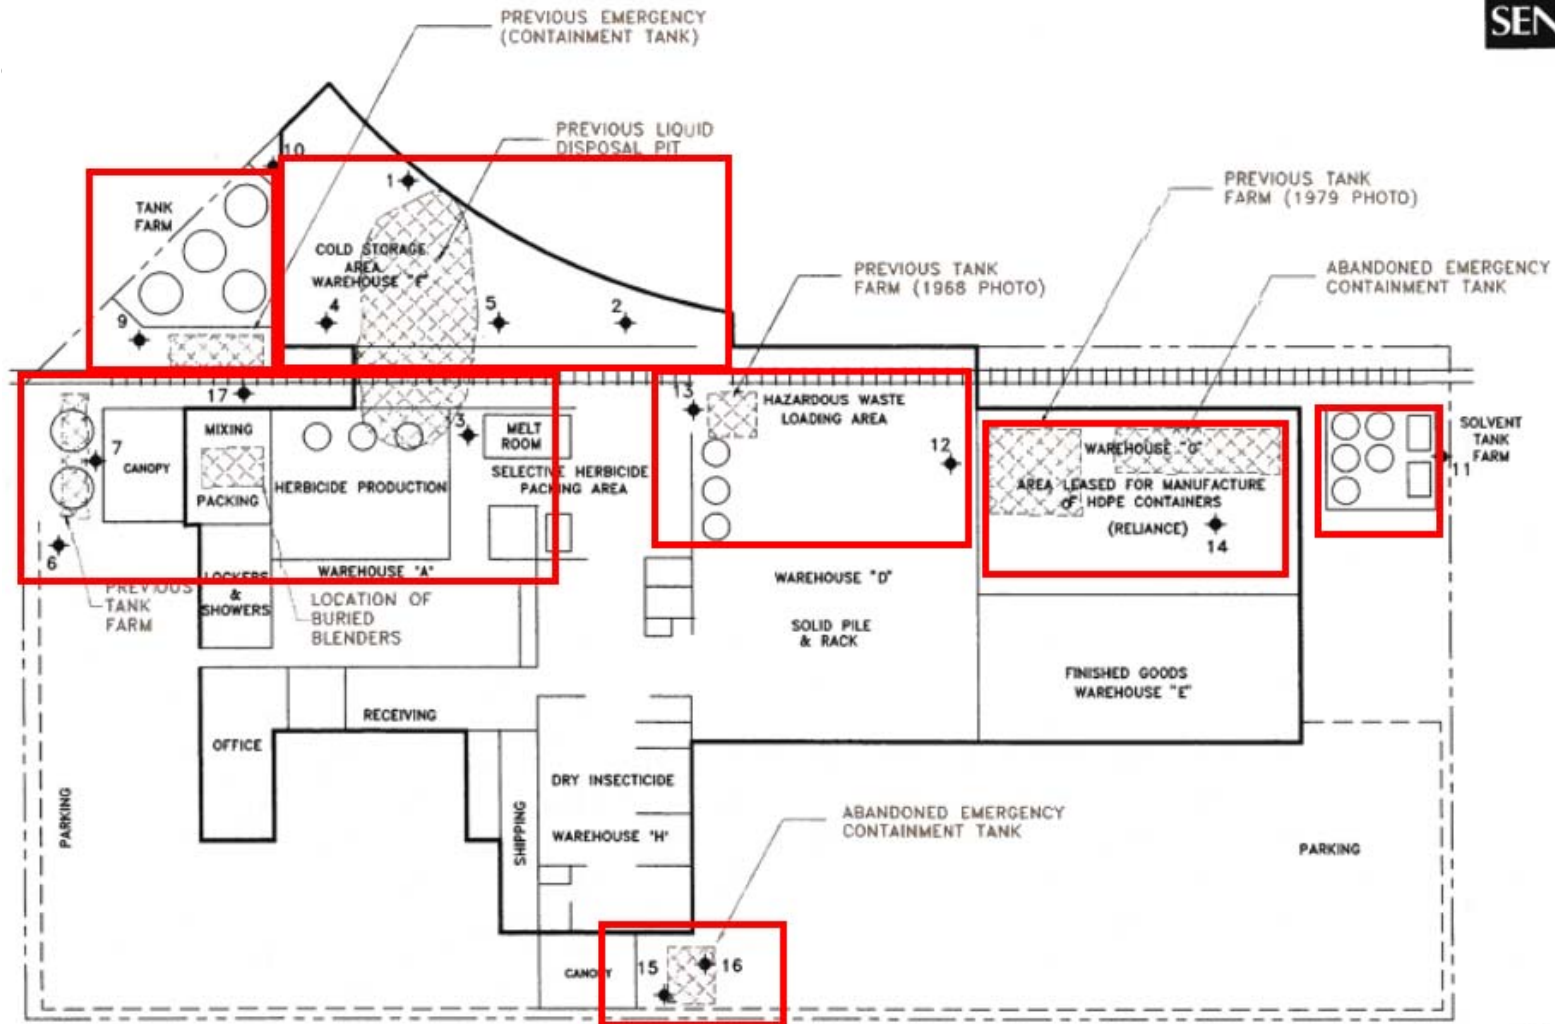 SEN
PREVIOUS EMERGENCY
(CONTAINMENT TANK)
PREVIOUS LIQUID
DISPOSAL PIT
10
1
TANK
FARM
PREVIOUS TANK
FARM (1979 PHOTO)
COLD STORAGE
AREA
WAREHOUSE "F"
PREVIOUS TANK
FARM (1968 PHOTO)
ABANDONED EMERGENCY
CONTAINMENT TANK
9
4
5
2
17
13
HAZARDOUS WASTE
LOADING AREA
MIXING
3
MELT
ROOM
7
CANOPY
PACKING
HERBICIDE PRODUCTION
SELECTIVE HERBICIDE
PACKING AREA
12
WAREHOUSE "G"
AREA LEASED FOR MANUFACTURE
OF HDPE CONTAINERS
(RELIANCE)
14
SOLVENT
TANK
FARM
11
6
PREVIOUS
TANK
FARM
LOCKERS
&
SHOWERS
WAREHOUSE "A"
LOCATION OF
BURIED
BLENDERS
WAREHOUSE "D"
SOLID PILE
& RACK
FINISHED GOODS
WAREHOUSE "E"
RECEIVING
OFFICE
PARKING
SHIPPING
DRY INSECTICIDE
WAREHOUSE 'H'
ABANDONED EMERGENCY
CONTAINMENT TANK
PARKING
CANOPY
15
16